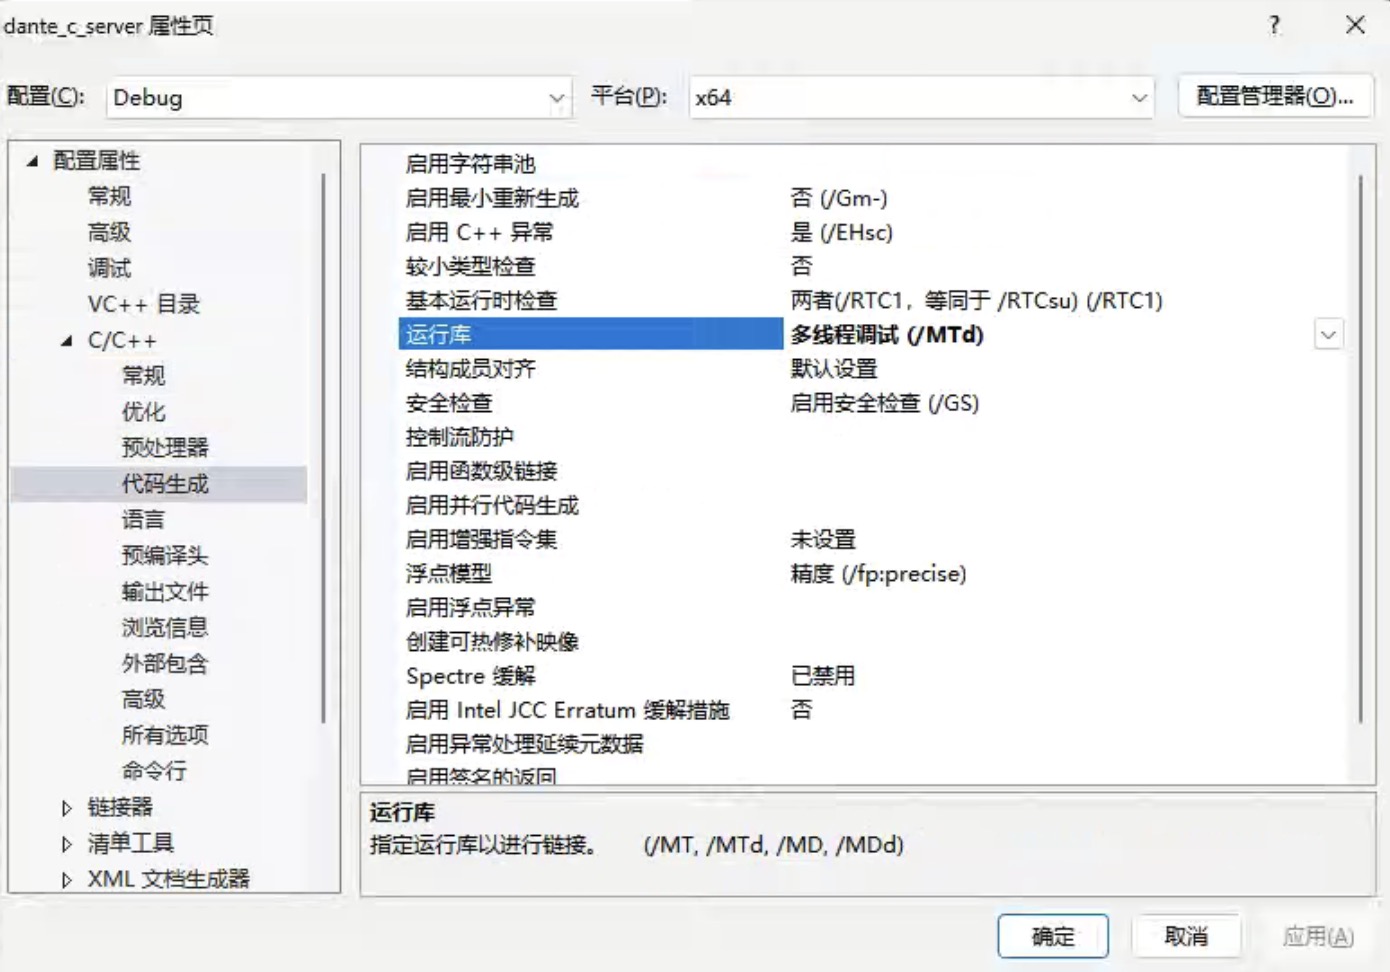 dante_c_server 属性页
?
配置(C):
Debug
平台(P):
x64
配置管理器(O)...
配置属性
常规
高级
调试
VC++ 目录
C/C++
常规
优化
预处理器
代码生成
语言
预编译头
输出文件
浏览信息
外部包含
高级
所有选项
命令行
链接器
清单工具
XML 文档生成器
启用字符串池
启用最小重新生成 否 (/Gm-)
启用 C++ 异常 是 (/EHsc)
较小类型检查 否
基本运行时检查 两者(/RTC1，等同于 /RTCsu) (/RTC1)
运行库 多线程调试 (/MTd)
结构成员对齐 默认设置
安全检查 启用安全检查 (/GS)
控制流防护
启用函数级链接
启用并行代码生成
启用增强指令集 未设置
浮点模型 精度 (/fp:precise)
启用浮点异常
创建可热修补映像
Spectre 缓解 已禁用
启用 Intel JCC Erratum 缓解措施 否
启用异常处理延续元数据
启用签名的返回
运行库
指定运行库以进行链接。 (/MT, /MTd, /MD, /MDd)
确定
取消
应用(A)